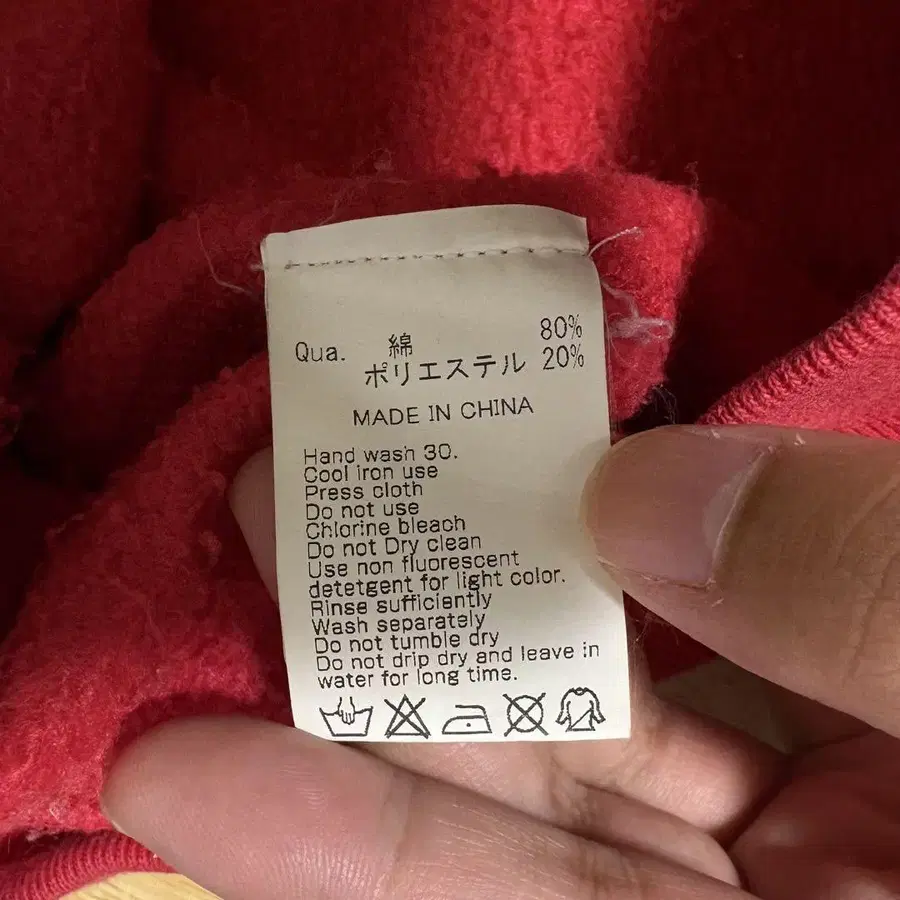 Qua. 綿 80%
ポリエステル 20%
MADE IN CHINA
Hand wash 30.
Cool iron use
Press cloth
Do not use
Chlorine bleach
Do not Dry clean
Use non fluorescent
detetgent for light color.
Rinse sufficiently
Wash separately
Do not tumble dry
Do not drip dry and leave in
water for long time.